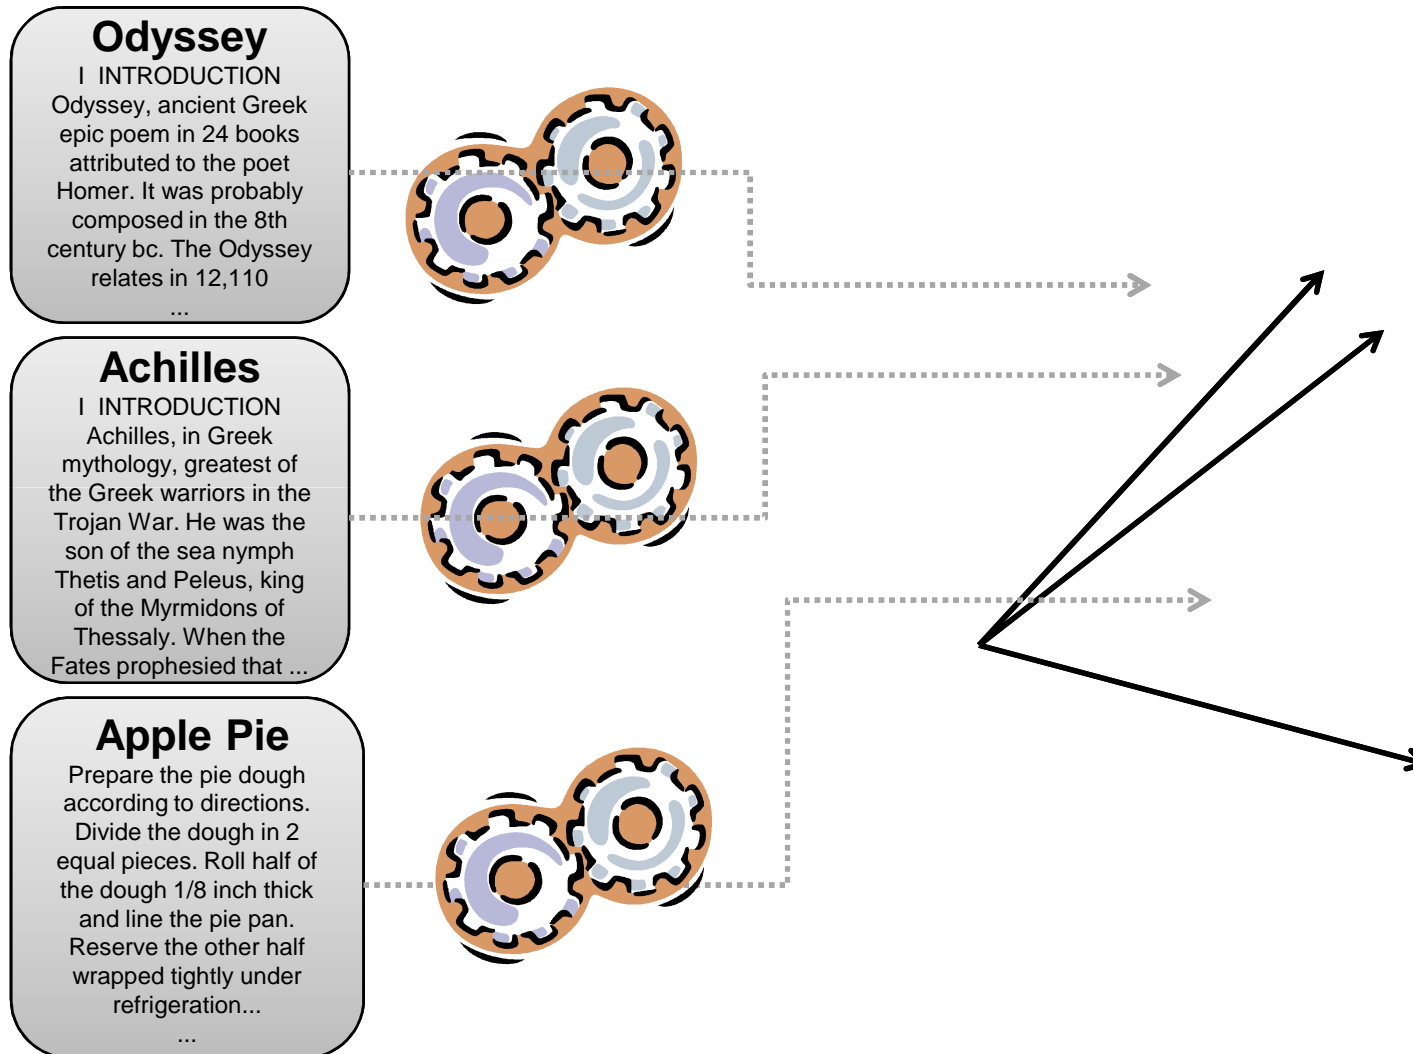 Odyssey
I INTRODUCTION
Odyssey, ancient Greek
epic poem in 24 books
attributed to the poet
Homer. It was probably
composed in the 8th
century bc. The Odyssey
relates in 12,110
...
Achilles
I INTRODUCTION
Achilles, in Greek
mythology, greatest of
the Greek warriors in the
Trojan War. He was the
son of the sea nymph
Thetis and Peleus, king
of the Myrmidons of
Thessaly. When the
Fates prophesied that ...
Apple Pie
Prepare the pie dough
according to directions.
Divide the dough in 2
equal pieces. Roll half of
the dough 1/8 inch thick
and line the pie pan.
Reserve the other half
wrapped tightly under
refrigeration...
...